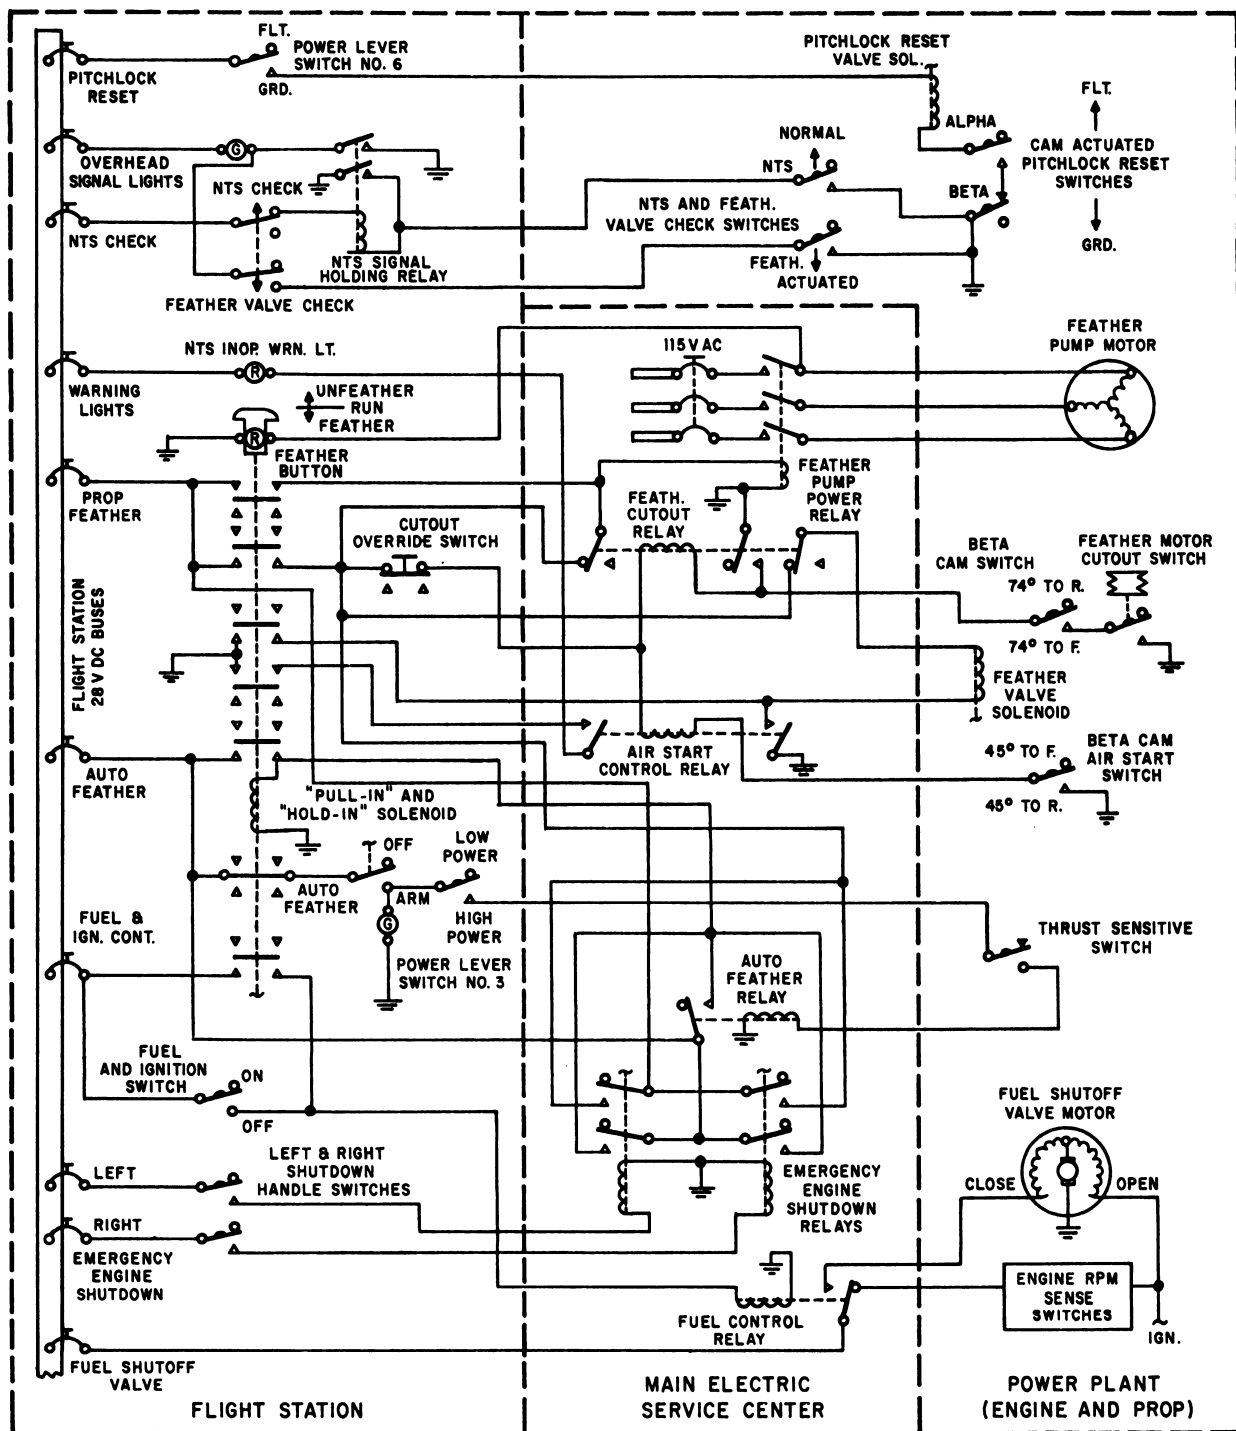 FLT.
POWER LEVER
SWITCH NO. 6
GRD.
PITCHLOCK
RESET
PITCHLOCK RESET
VALVE SOL.
FLT.
ALPHA
CAM ACTUATED
PITCHLOCK RESET
SWITCHES
BETA
GRD.
G
OVERHEAD
SIGNAL LIGHTS
NTS CHECK
NTS CHECK
NTS SIGNAL
HOLDING RELAY
FEATHER VALVE CHECK
NORMAL
NTS
NTS AND FEATH.
VALVE CHECK SWITCHES
FEATH.
ACTUATED
NTS INOP. WRN. LT.
R
WARNING
LIGHTS
UNFEATHER
RUN
FEATHER
R
FEATHER
BUTTON
115V AC
FEATHER
PUMP MOTOR
PROP
FEATHER
FEATH.
CUTOUT
RELAY
FEATHER
PUMP
POWER
RELAY
CUTOUT
OVERRIDE SWITCH
BETA
CAM SWITCH
74° TO R.
74° TO F.
FEATHER MOTOR
CUTOUT SWITCH
FLIGHT STATION
28 V DC BUSES
FEATHER
VALVE
SOLENOID
AIR START
CONTROL RELAY
45° TO F.
45° TO R.
BETA CAM
AIR START
SWITCH
AUTO
FEATHER
"PULL-IN" AND
"HOLD-IN" SOLENOID
OFF
LOW
POWER
AUTO
FEATHER
ARM
G
HIGH
POWER
POWER LEVER
SWITCH NO. 3
FUEL &
IGN. CONT.
THRUST SENSITIVE
SWITCH
AUTO
FEATHER
RELAY
FUEL
AND IGNITION
SWITCH
ON
OFF
FUEL SHUTOFF
VALVE MOTOR
CLOSE
OPEN
LEFT
LEFT & RIGHT
SHUTDOWN
HANDLE SWITCHES
RIGHT
EMERGENCY
ENGINE
SHUTDOWN
EMERGENCY
ENGINE
SHUTDOWN
RELAYS
FUEL CONTROL
RELAY
ENGINE RPM
SENSE
SWITCHES
IGN.
FUEL SHUTOFF
VALVE
FLIGHT STATION
MAIN ELECTRIC
SERVICE CENTER
POWER PLANT
(ENGINE AND PROP)